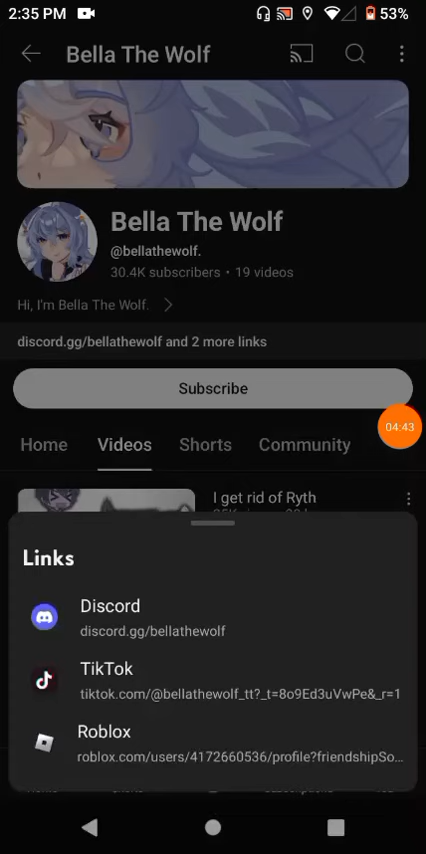 2:35 PM 53%
Bella The Wolf
Bella The Wolf
@bellathewolf.
30.4K subscribers • 19 videos
Hi, I'm Bella The Wolf.
discord.gg/bellathewolf and 2 more links
Subscribe
04:43
Home Videos Shorts Community
I get rid of Ryth
Links
Discord
discord.gg/bellathewolf
TikTok
tiktok.com/@bellathewolf_tt?_t=8o9Ed3uVwPe&_r=1
Roblox
roblox.com/users/4172660536/profile?friendshipSo...